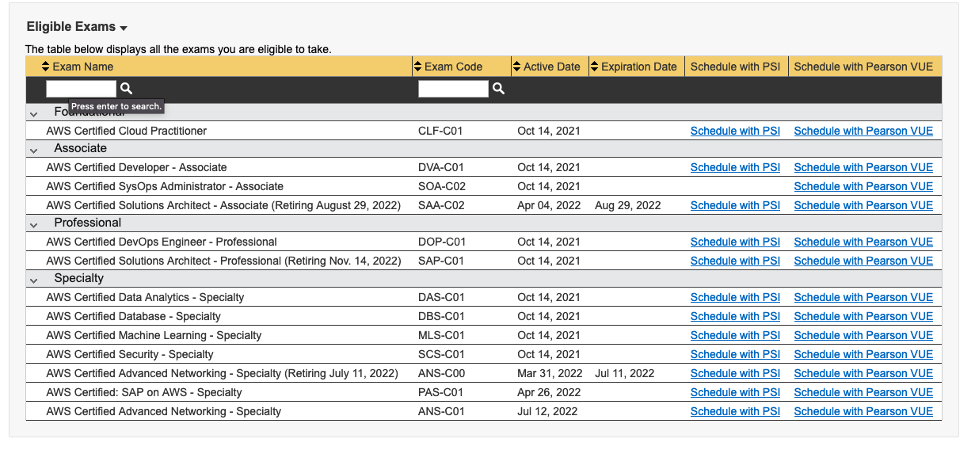 Eligible Exams
The table below displays all the exams you are eligible to take.
Exam Name Exam Code Active Date Expiration Date Schedule with PSI Schedule with Pearson VUE
Press enter to search.
Foundational
AWS Certified Cloud Practitioner CLF-C01 Oct 14, 2021 Schedule with PSI Schedule with Pearson VUE
Associate
AWS Certified Developer - Associate DVA-C01 Oct 14, 2021 Schedule with PSI Schedule with Pearson VUE
AWS Certified SysOps Administrator - Associate SOA-C02 Oct 14, 2021 Schedule with Pearson VUE
AWS Certified Solutions Architect - Associate (Retiring August 29, 2022) SAA-C02 Apr 04, 2022 Aug 29, 2022 Schedule with PSI Schedule with Pearson VUE
Professional
AWS Certified DevOps Engineer - Professional DOP-C01 Oct 14, 2021 Schedule with PSI Schedule with Pearson VUE
AWS Certified Solutions Architect - Professional (Retiring Nov. 14, 2022) SAP-C01 Oct 14, 2021 Schedule with PSI Schedule with Pearson VUE
Specialty
AWS Certified Data Analytics - Specialty DAS-C01 Oct 14, 2021 Schedule with PSI Schedule with Pearson VUE
AWS Certified Database - Specialty DBS-C01 Oct 14, 2021 Schedule with PSI Schedule with Pearson VUE
AWS Certified Machine Learning - Specialty MLS-C01 Oct 14, 2021 Schedule with PSI Schedule with Pearson VUE
AWS Certified Security - Specialty SCS-C01 Oct 14, 2021 Schedule with PSI Schedule with Pearson VUE
AWS Certified Advanced Networking - Specialty (Retiring July 11, 2022) ANS-C00 Mar 31, 2022 Jul 11, 2022 Schedule with PSI Schedule with Pearson VUE
AWS Certified: SAP on AWS - Specialty PAS-C01 Apr 26, 2022 Schedule with PSI Schedule with Pearson VUE
AWS Certified Advanced Networking - Specialty ANS-C01 Jul 12, 2022 Schedule with PSI Schedule with Pearson VUE